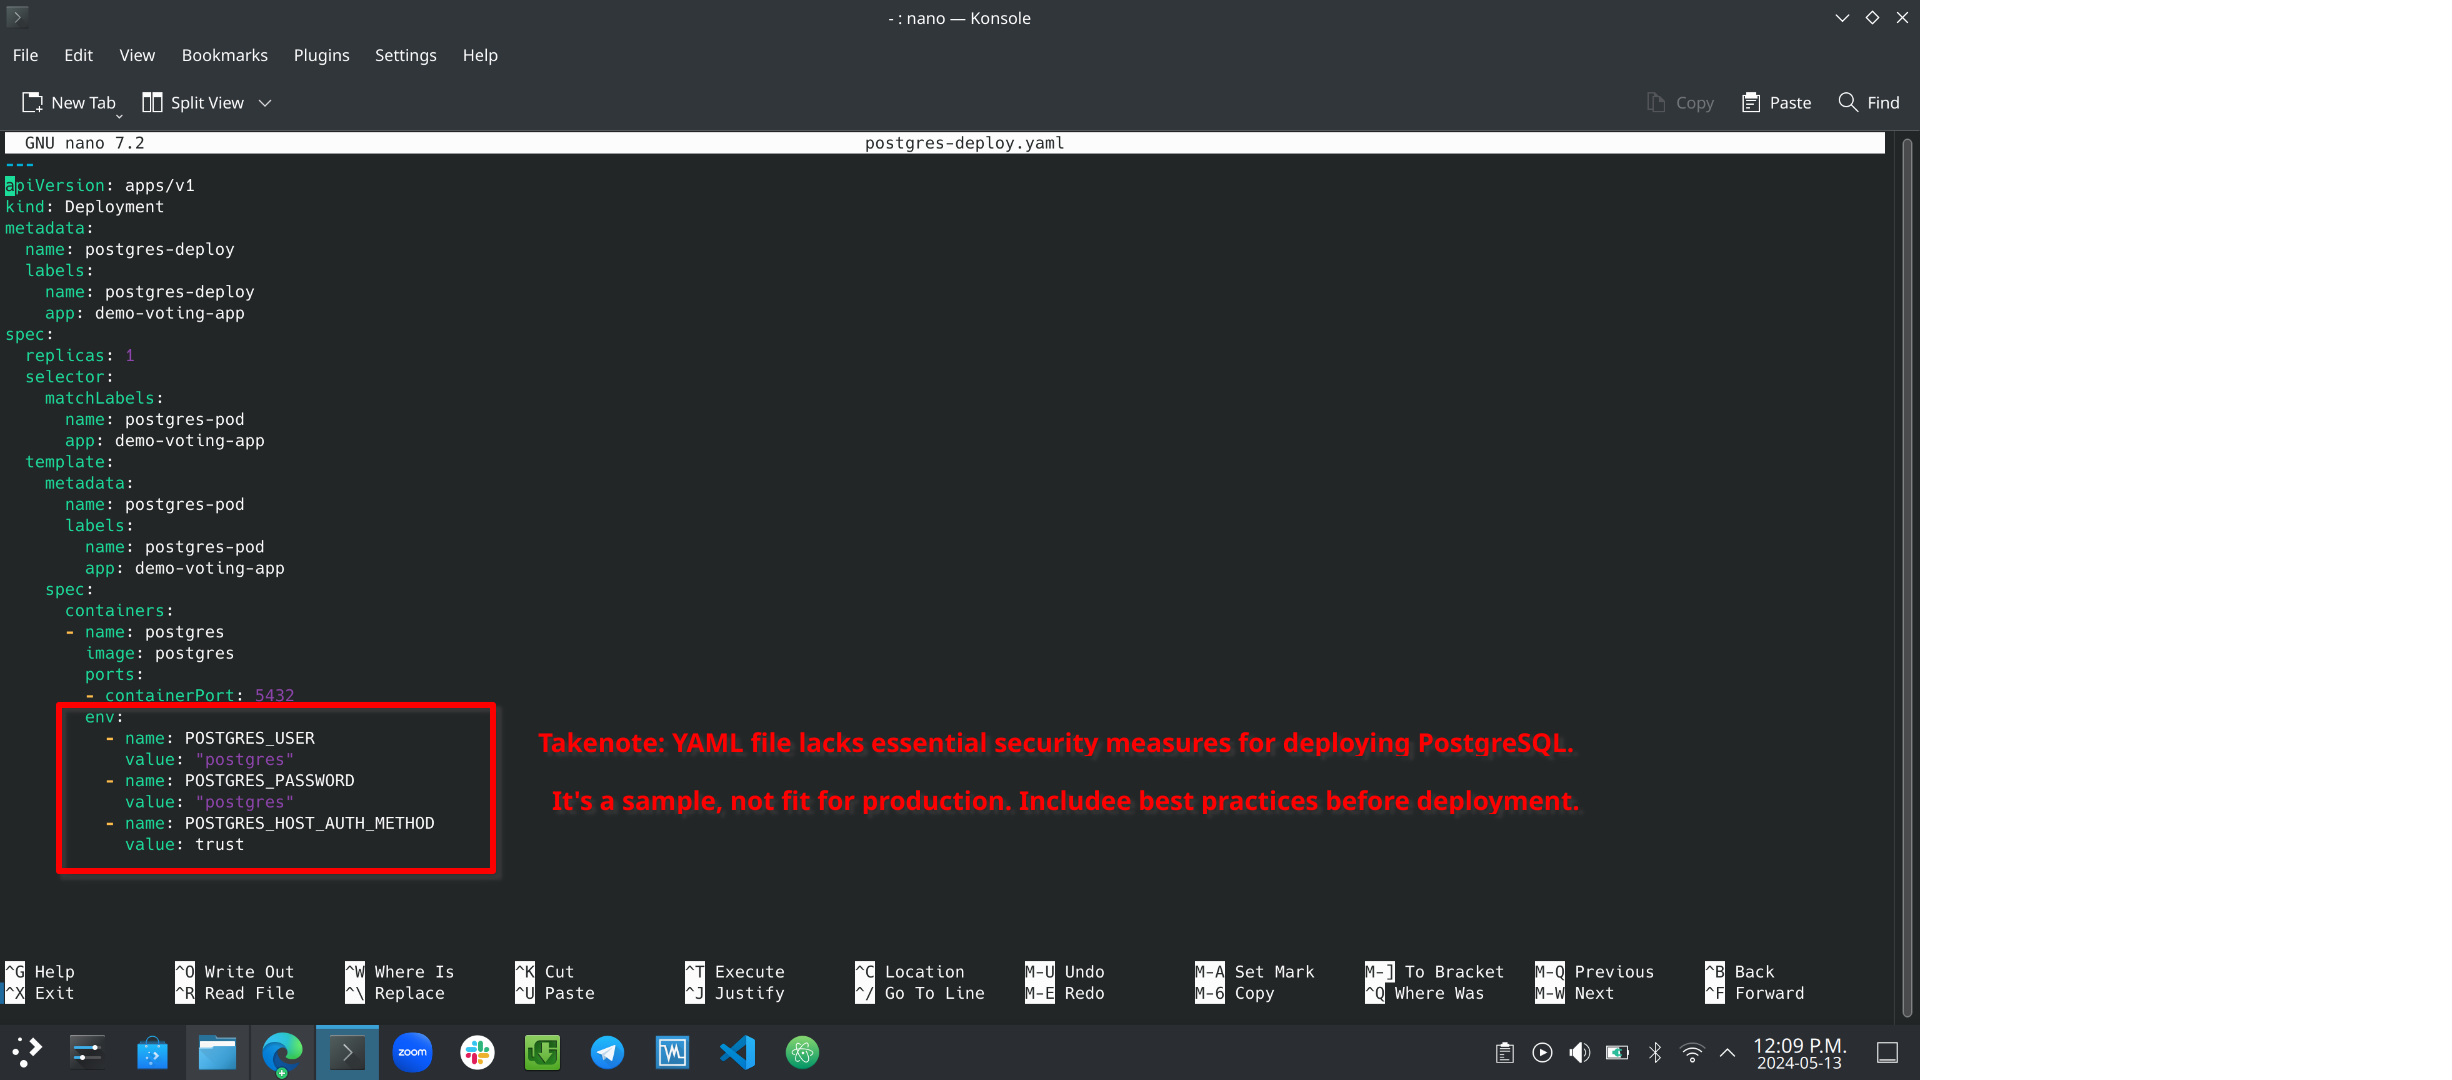 - : nano — Konsole
File Edit View Bookmarks Plugins Settings Help
New Tab Split View Copy Paste Find
GNU nano 7.2 postgres-deploy.yaml
---
apiVersion: apps/v1
kind: Deployment
metadata:
  name: postgres-deploy
  labels:
    name: postgres-deploy
    app: demo-voting-app
spec:
  replicas: 1
  selector:
    matchLabels:
      name: postgres-pod
      app: demo-voting-app
  template:
    metadata:
      name: postgres-pod
      labels:
        name: postgres-pod
        app: demo-voting-app
    spec:
      containers:
      - name: postgres
        image: postgres
        ports:
        - containerPort: 5432
        env:
          - name: POSTGRES_USER
            value: "postgres"
          - name: POSTGRES_PASSWORD
            value: "postgres"
          - name: POSTGRES_HOST_AUTH_METHOD
            value: trust
Takenote: YAML file lacks essential security measures for deploying PostgreSQL.
It's a sample, not fit for production. Includee best practices before deployment.
^G Help ^O Write Out ^W Where Is ^K Cut ^T Execute ^C Location M-U Undo M-A Set Mark M-] To Bracket M-Q Previous ^B Back
^X Exit ^R Read File ^\ Replace ^U Paste ^J Justify ^/ Go To Line M-E Redo M-6 Copy ^Q Where Was M-W Next ^F Forward
zoom
12:09 P.M.
2024-05-13